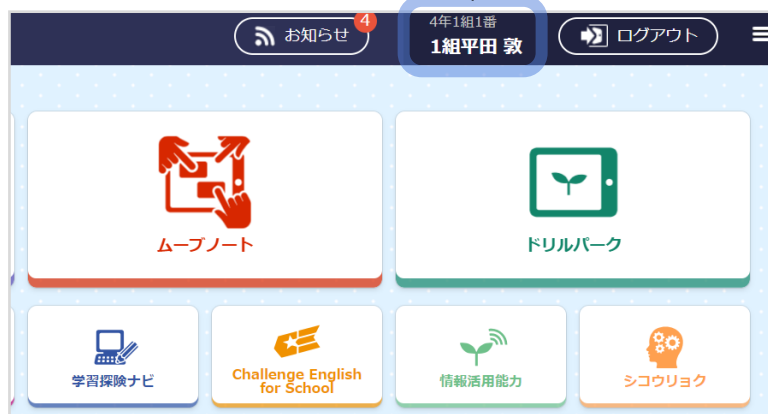 お知らせ
4
4年1組1番
1組平田 敦
ログアウト
ムーブノート
ドリルパーク
学習探険ナビ
Challenge English
for School
情報活用能力
シコウリョク